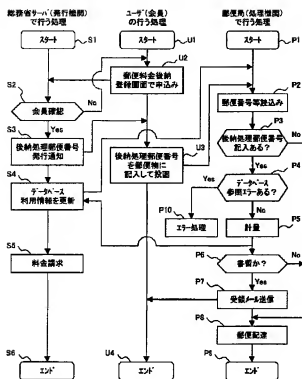 総務省サーバ(発行機関)
で行う処理
ユーザ(会員)
の行う処理
郵便局(処理機関)
で行う処理
スタート
S1
スタート
U1
スタート
P1
U2
郵便料金後納
登録画面で申込み
S2
会員確認
No
Yes
S3
後納処理郵便番号
発行通知
P2
郵便番号等読込み
P3
後納処理郵便番号
記入ある?
No
Yes
U3
後納処理郵便番号
を郵便物に
記入して投函
S4
データベース
利用情報を更新
P4
データベース
参照エラーある?
Yes
No
P10
エラー処理
P5
計量
S5
料金請求
P6
書留か?
No
Yes
P7
受領メール送信
P8
郵便配達
S6
エンド
U4
エンド
P9
エンド